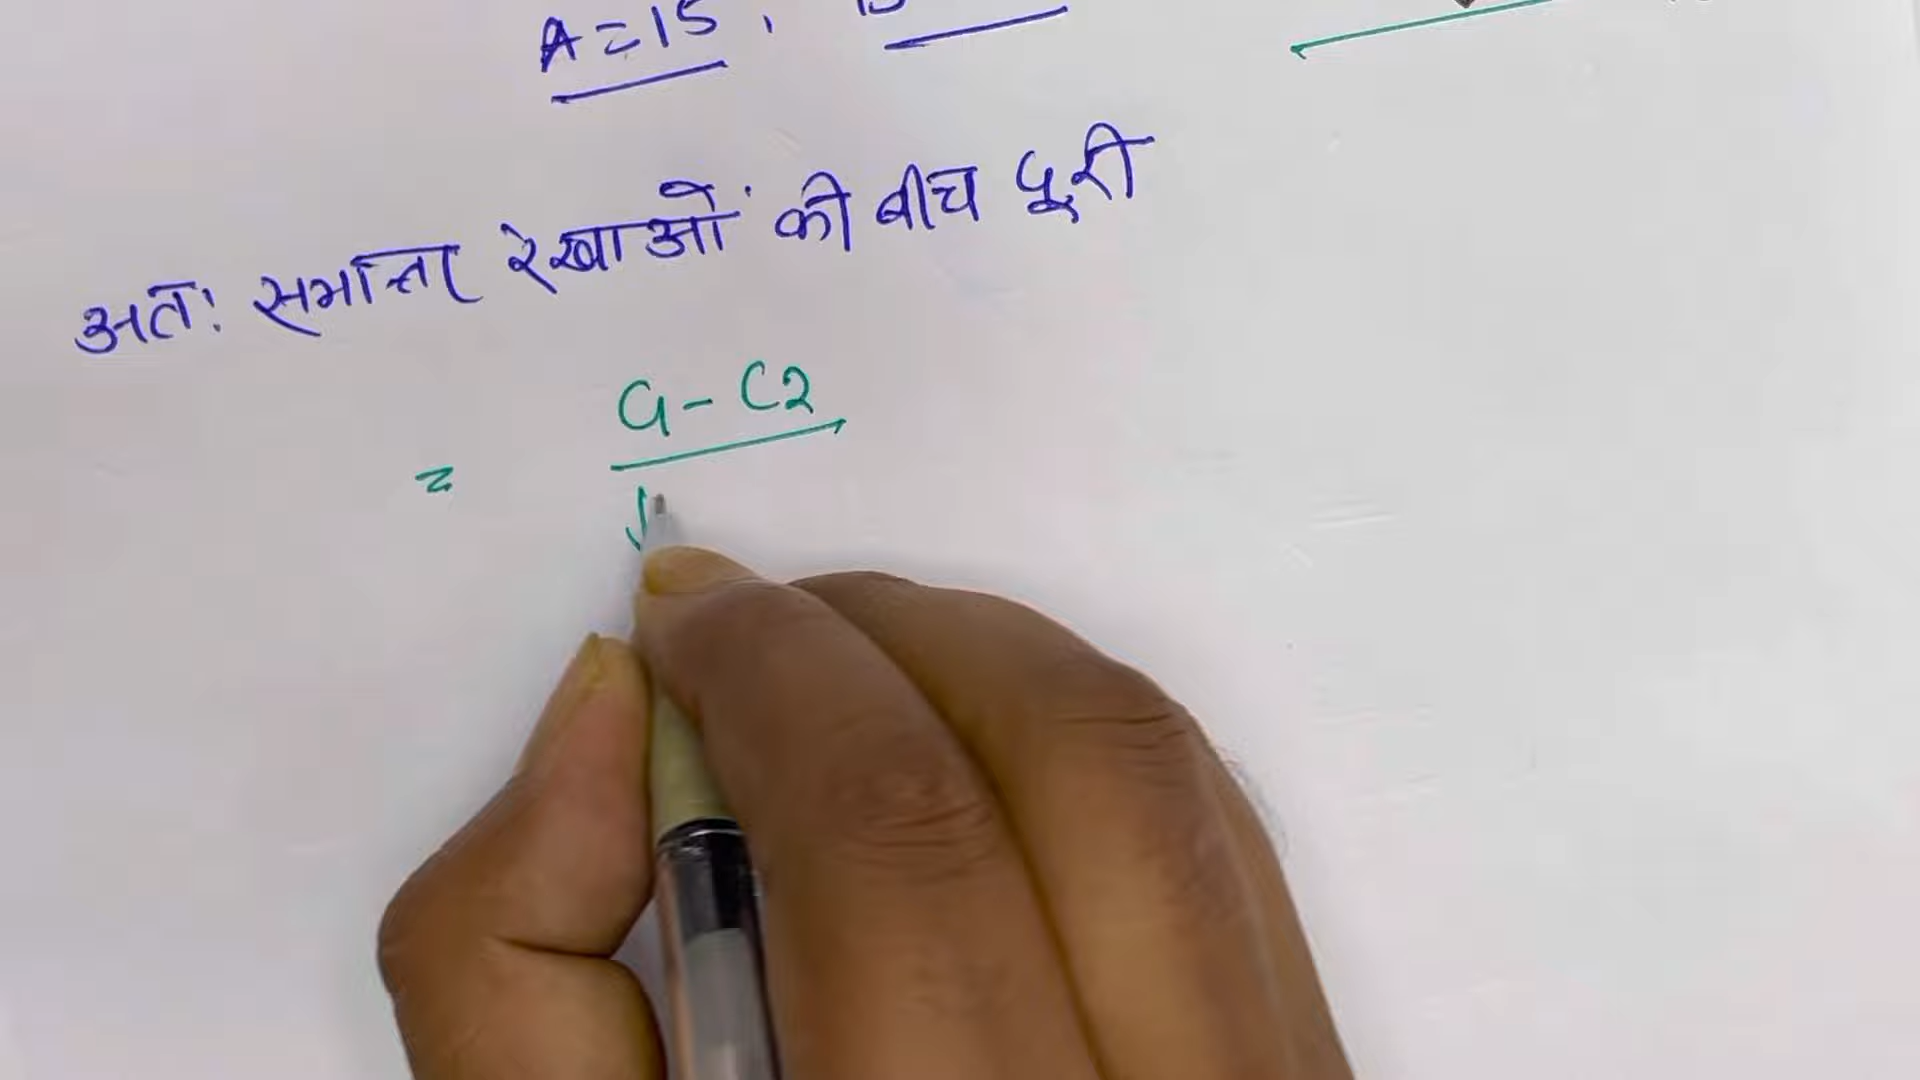 A = 15,
अतः समान्तर रेखाओं की बीच दूरी
C1 - C2
= √